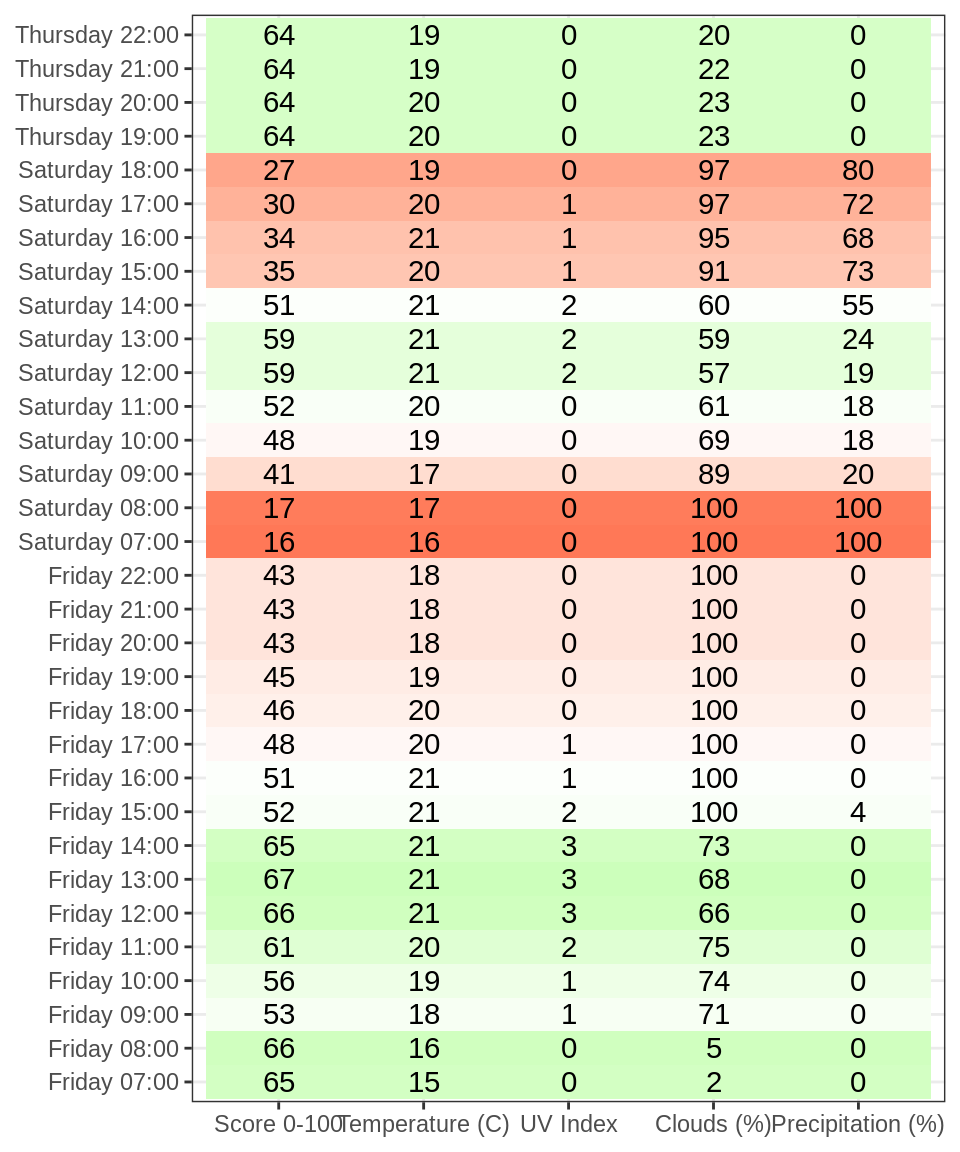 Thursday 22:00 64 19 0 20 0
Thursday 21:00 64 19 0 22 0
Thursday 20:00 64 20 0 23 0
Thursday 19:00 64 20 0 23 0
Saturday 18:00 27 19 0 97 80
Saturday 17:00 30 20 1 97 72
Saturday 16:00 34 21 1 95 68
Saturday 15:00 35 20 1 91 73
Saturday 14:00 51 21 2 60 55
Saturday 13:00 59 21 2 59 24
Saturday 12:00 59 21 2 57 19
Saturday 11:00 52 20 0 61 18
Saturday 10:00 48 19 0 69 18
Saturday 09:00 41 17 0 89 20
Saturday 08:00 17 17 0 100 100
Saturday 07:00 16 16 0 100 100
Friday 22:00 43 18 0 100 0
Friday 21:00 43 18 0 100 0
Friday 20:00 43 18 0 100 0
Friday 19:00 45 19 0 100 0
Friday 18:00 46 20 0 100 0
Friday 17:00 48 20 1 100 0
Friday 16:00 51 21 1 100 0
Friday 15:00 52 21 2 100 4
Friday 14:00 65 21 3 73 0
Friday 13:00 67 21 3 68 0
Friday 12:00 66 21 3 66 0
Friday 11:00 61 20 2 75 0
Friday 10:00 56 19 1 74 0
Friday 09:00 53 18 1 71 0
Friday 08:00 66 16 0 5 0
Friday 07:00 65 15 0 2 0
Score 0-100 Temperature (C) UV Index Clouds (%) Precipitation (%)